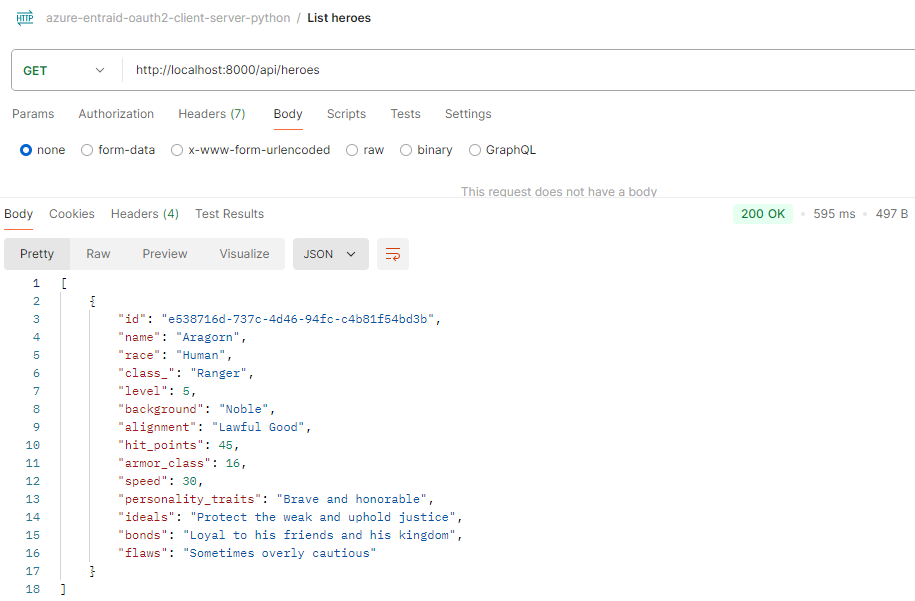 HTTP azure-entraid-oauth2-client-server-python / List heroes
GET http://localhost:8000/api/heroes
Params Authorization Headers (7) Body Scripts Tests Settings
none form-data x-www-form-urlencoded raw binary GraphQL
This request does not have a body
Body Cookies Headers (4) Test Results 200 OK 595 ms 497 B
Pretty Raw Preview Visualize JSON
1 [
2 {
3 "id": "e538716d-737c-4d46-94fc-c4b81f54bd3b",
4 "name": "Aragorn",
5 "race": "Human",
6 "class_": "Ranger",
7 "level": 5,
8 "background": "Noble",
9 "alignment": "Lawful Good",
10 "hit_points": 45,
11 "armor_class": 16,
12 "speed": 30,
13 "personality_traits": "Brave and honorable",
14 "ideals": "Protect the weak and uphold justice",
15 "bonds": "Loyal to his friends and his kingdom",
16 "flaws": "Sometimes overly cautious"
17 }
18 ]